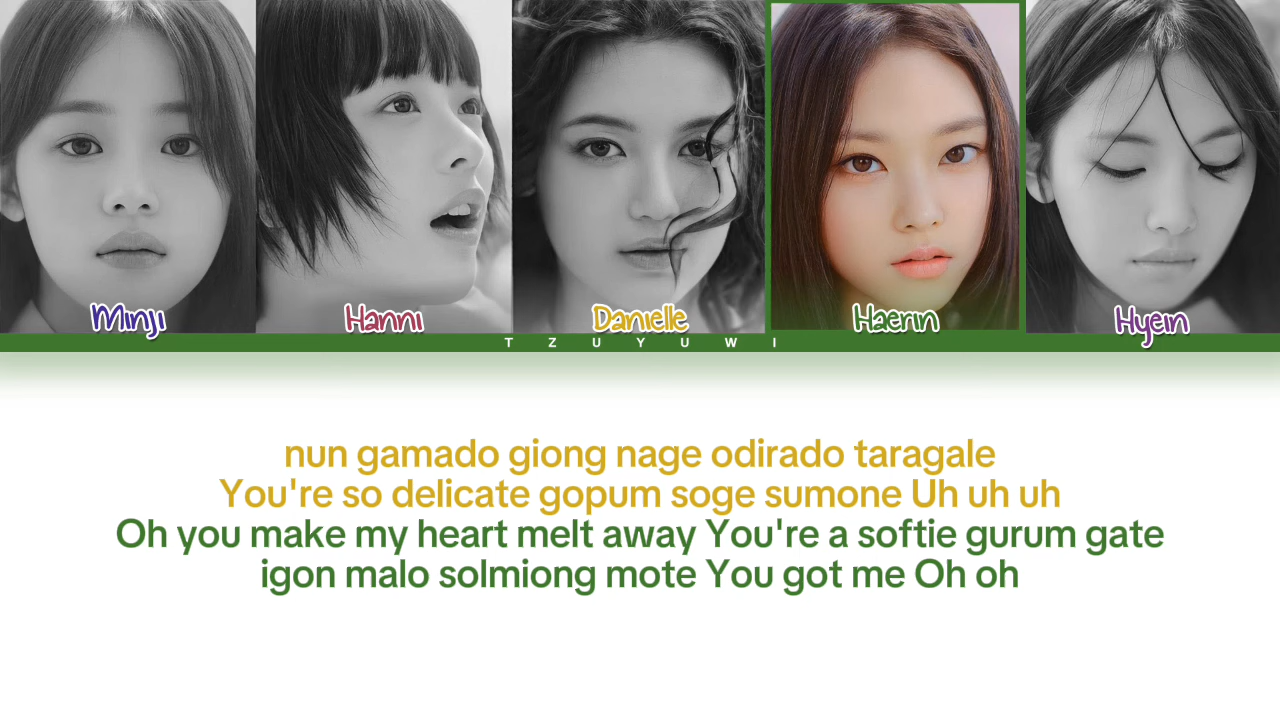 Minji
Hanni
Danielle
Haerin
Hyein
T Z U Y U W I
nun gamado giong nage odirado taragale
You're so delicate gopum soge sumone Uh uh uh
Oh you make my heart melt away You're a softie gurum gate
igon malo solmiong mote You got me Oh oh